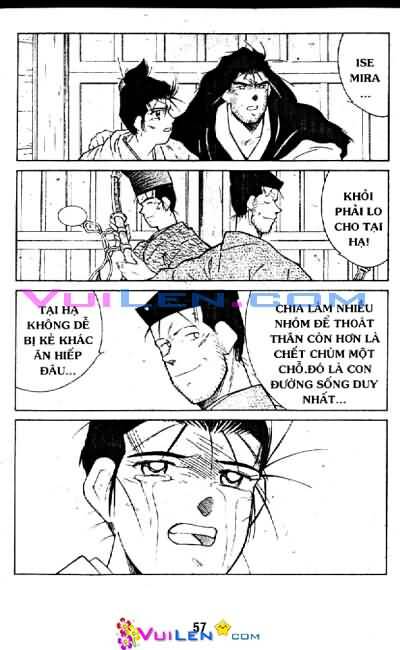 ISE
MIRA
...
KHỎI
PHẢI LO
CHO TẠI
HẠ!
TẠI HẠ
KHÔNG DỄ
BỊ KẺ KHÁC
ĂN HIẾP
ĐÂU...
CHIA LÀM NHIỀU
NHÓM ĐỂ THOÁT
THÂN CÒN HƠN LÀ
CHẾT CHÙM MỘT
CHỖ.ĐÓ LÀ CON
ĐƯỜNG SỐNG DUY
NHẤT...
VUILEN.COM
57
VUILEN.COM